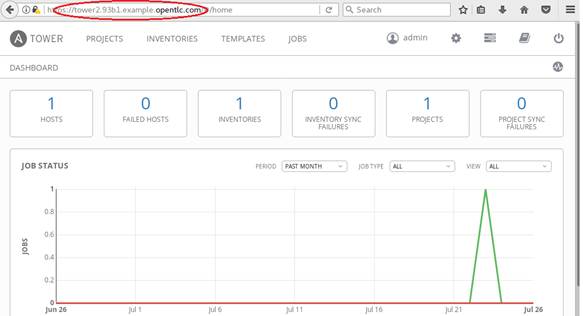 https://tower2.93b1.example.opentlc.com/#/home
Search
A TOWER PROJECTS INVENTORIES TEMPLATES JOBS admin
DASHBOARD
1 0 1 0 1 0
HOSTS FAILED HOSTS INVENTORIES INVENTORY SYNC FAILURES PROJECTS PROJECT SYNC FAILURES
JOB STATUS PERIOD PAST MONTH JOB TYPE ALL VIEW ALL
1
0.8
0.6
JOBS
0.4
0.2
0
Jun 26 Jul 1 Jul 6 Jul 11 Jul 16 Jul 21 Jul 26